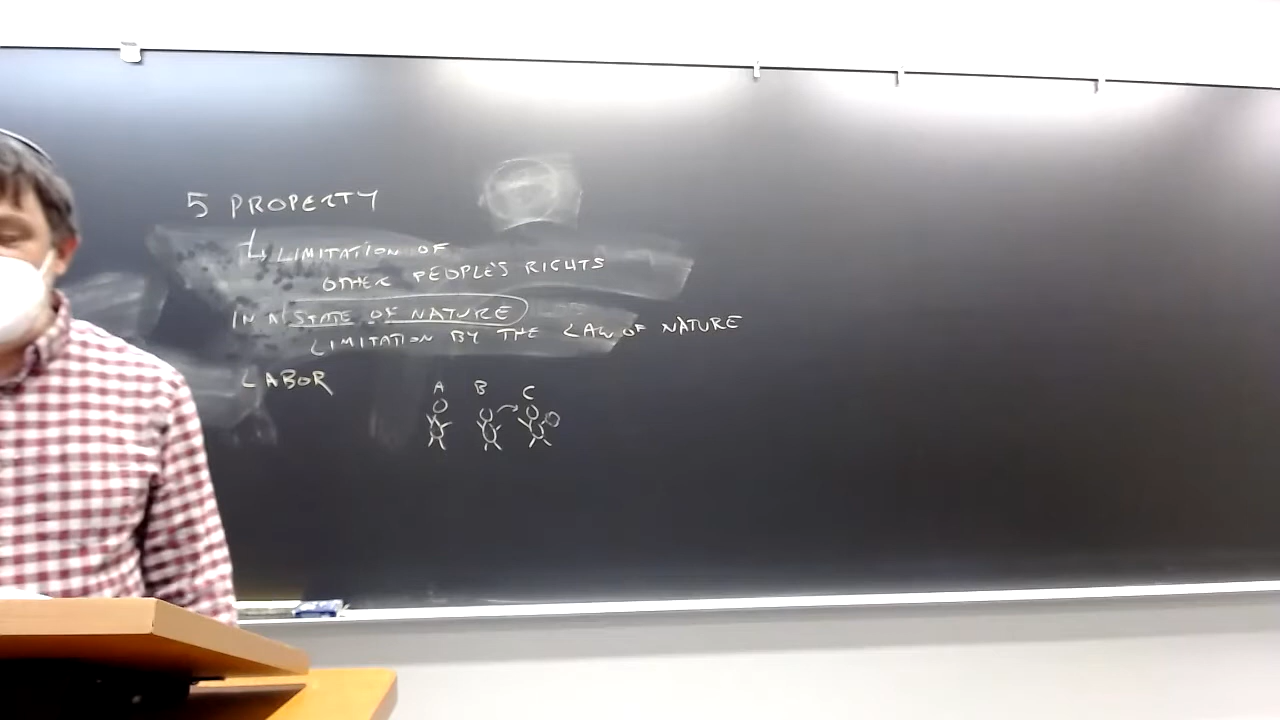 5 PROPERTY
↳ LIMITATION OF
OTHER PEOPLE'S RIGHTS
IN A STATE OF NATURE
LIMITATION BY THE LAW OF NATURE
LABOR
A B C